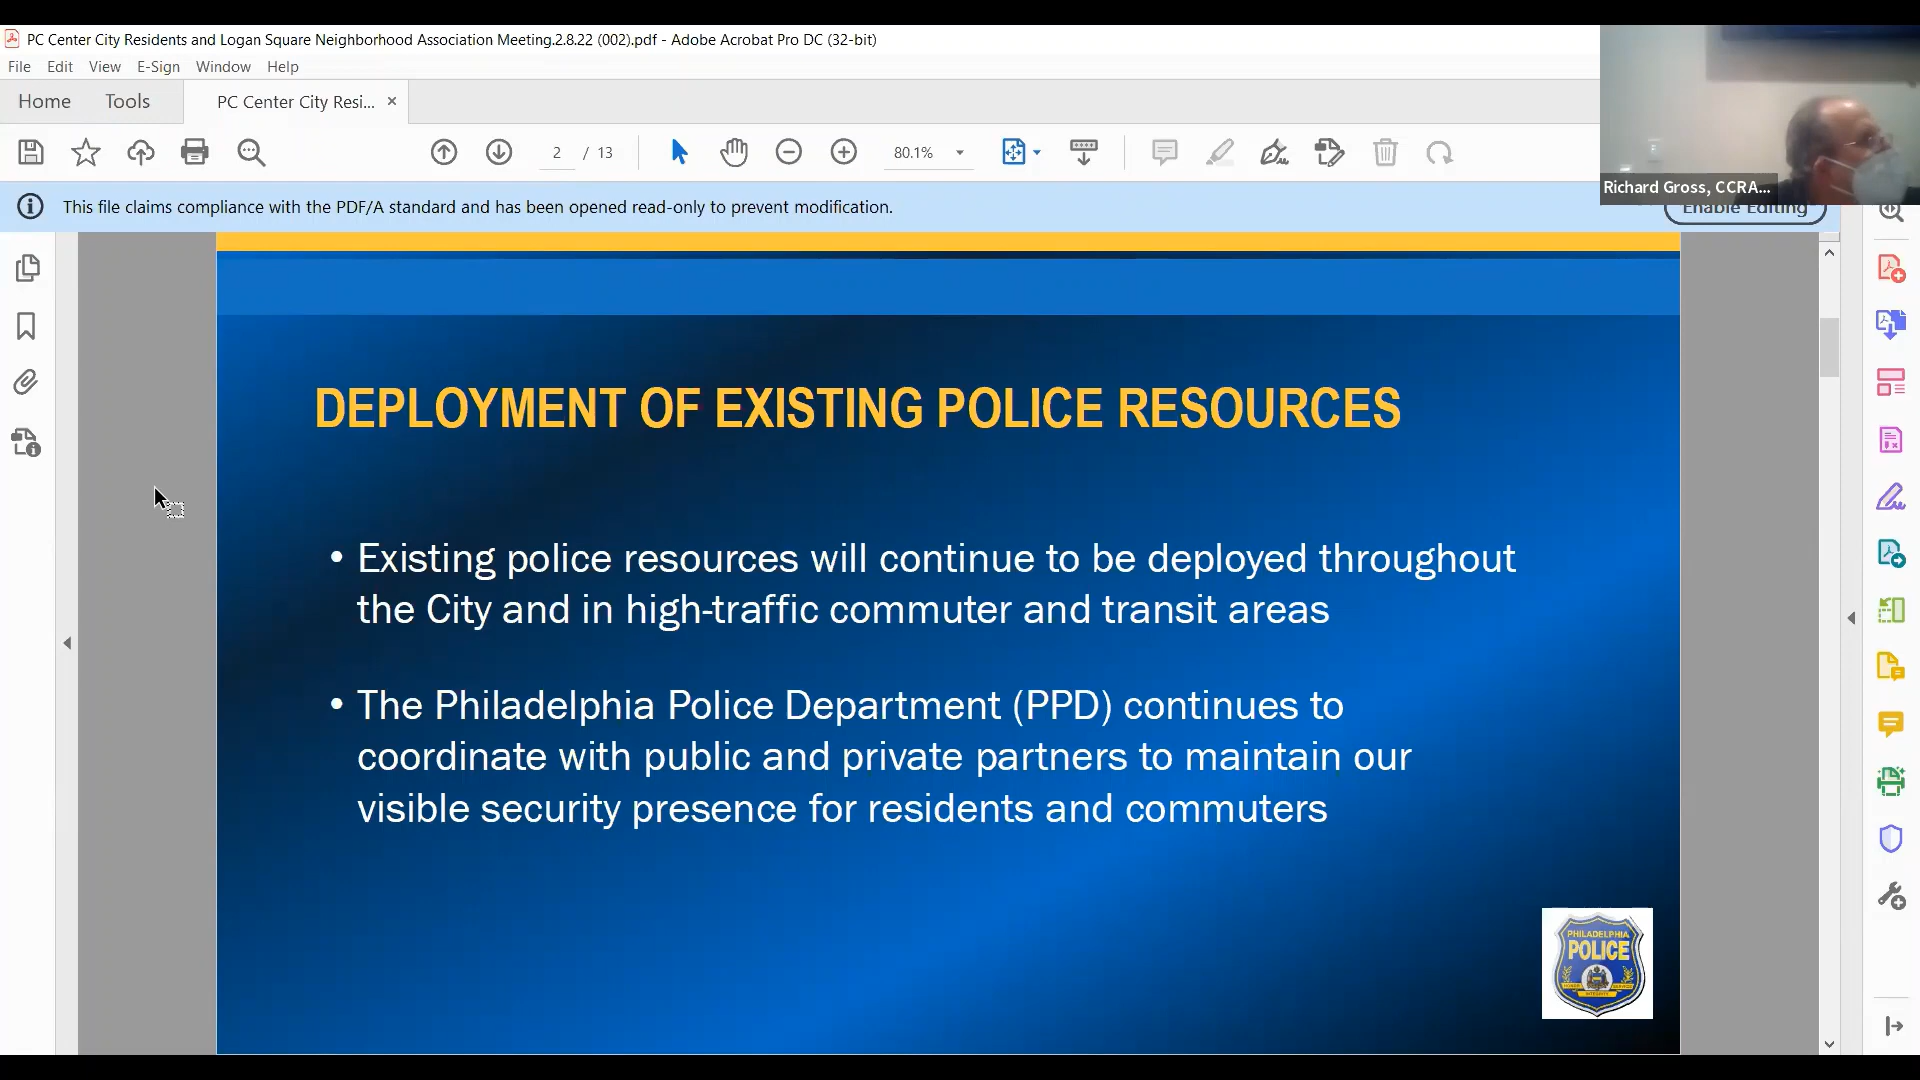 PC Center City Residents and Logan Square Neighborhood Association Meeting.2.8.22 (002).pdf - Adobe Acrobat Pro DC (32-bit)
File Edit View E-Sign Window Help
Home Tools PC Center City Resi... ×
2 / 13 80.1%
Richard Gross, CCRA...
This file claims compliance with the PDF/A standard and has been opened read-only to prevent modification.
Enable Editing
DEPLOYMENT OF EXISTING POLICE RESOURCES
• Existing police resources will continue to be deployed throughout
the City and in high-traffic commuter and transit areas
• The Philadelphia Police Department (PPD) continues to
coordinate with public and private partners to maintain our
visible security presence for residents and commuters
PHILADELPHIA
POLICE
HONOR SERVICE
INTEGRITY